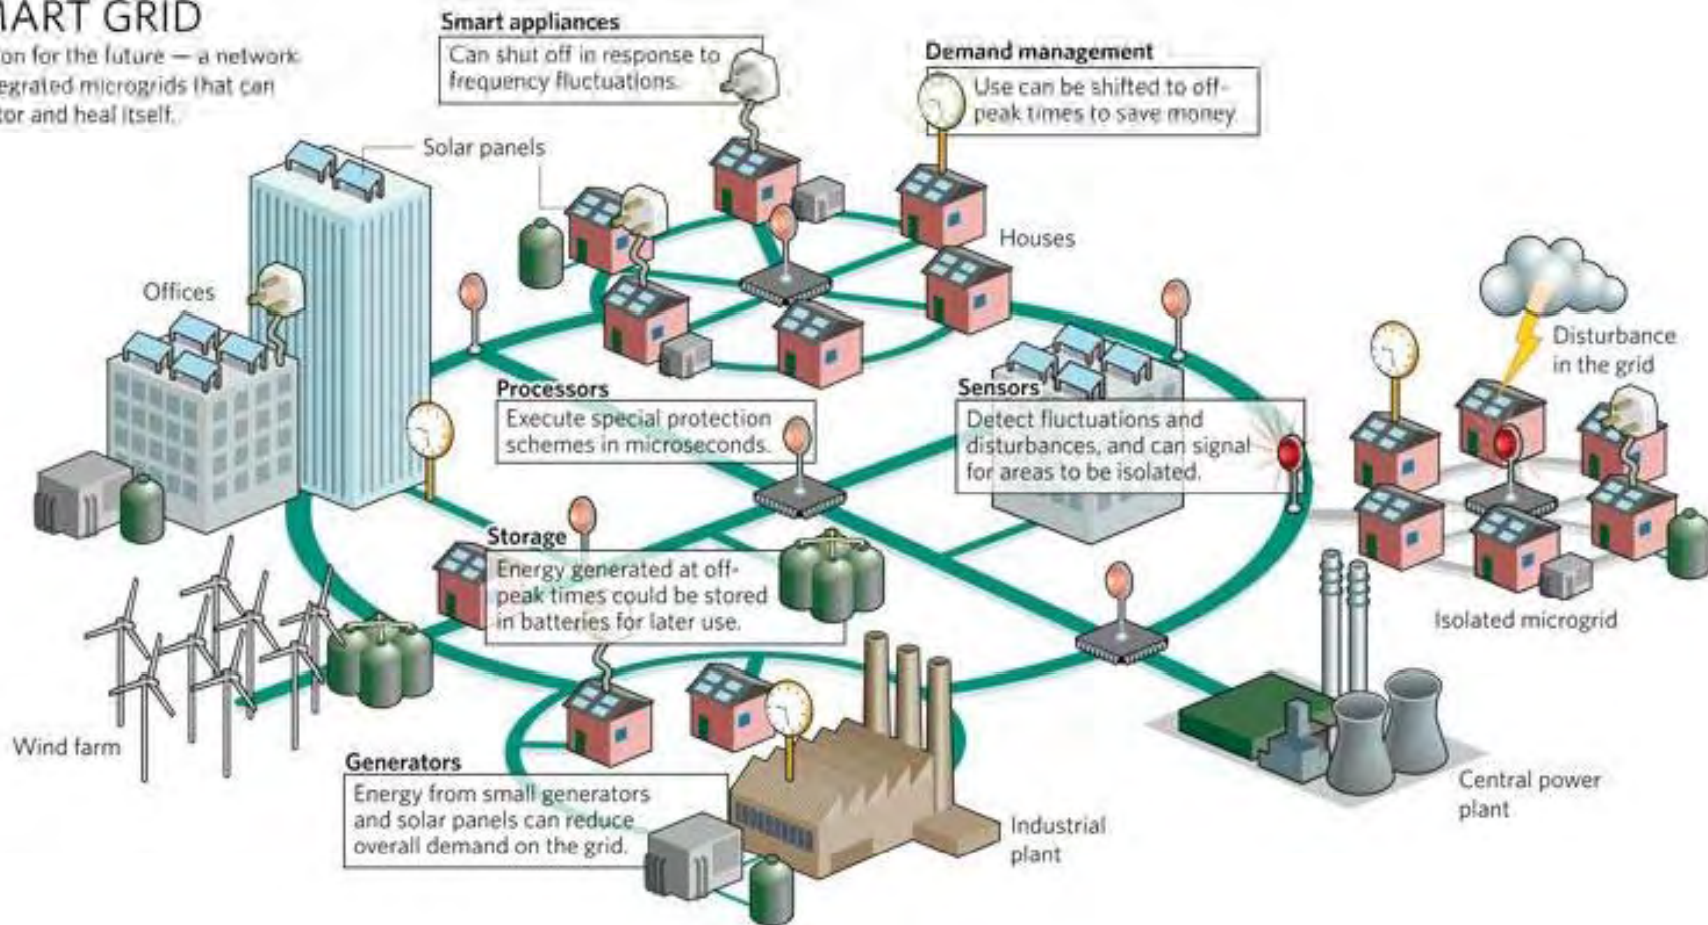 MART GRID
on for the future — a network
egrated microgrids that can
tor and heal itself.
Smart appliances
Can shut off in response to
frequency fluctuations.
Demand management
Use can be shifted to off-
peak times to save money
Solar panels
Houses
Offices
Disturbance
in the grid
Processors
Execute special protection
schemes in microseconds.
Sensors
Detect fluctuations and
disturbances, and can signal
for areas to be isolated.
Storage
Energy generated at off-
peak times could be stored
in batteries for later use.
Isolated microgrid
Wind farm
Generators
Energy from small generators
and solar panels can reduce
overall demand on the grid.
Central power
plant
Industrial
plant